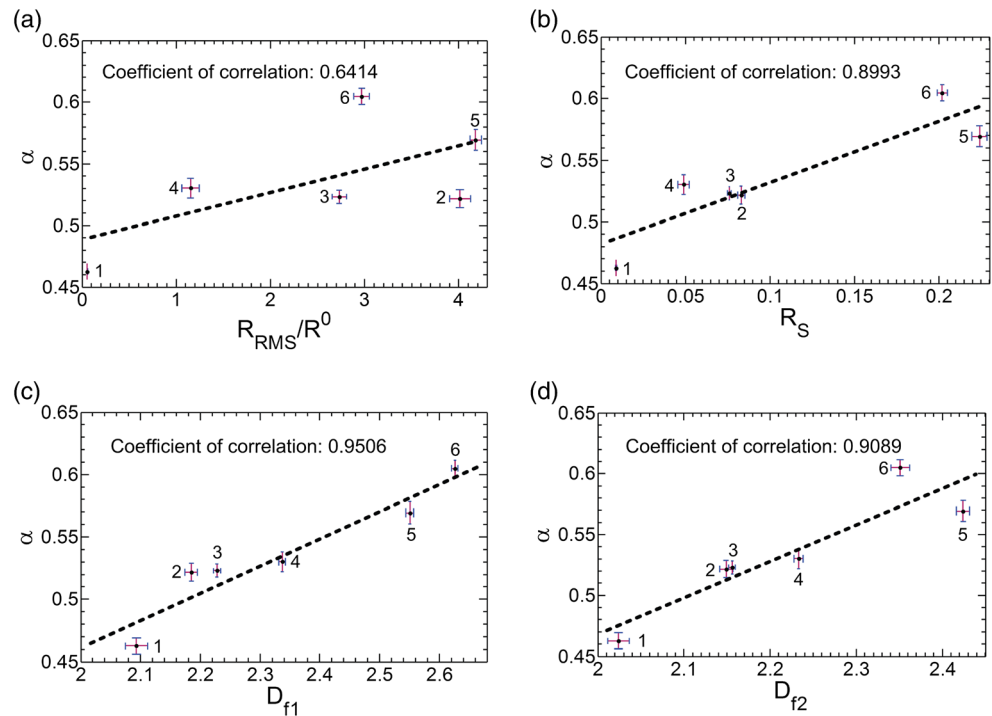 (a)
0.65
0.6
0.55
0.5
0.45
α
Coefficient of correlation: 0.6414
6
5
4
3
2
1
0 1 2 3 4
R_RMS/R^0
(b)
0.65
0.6
0.55
0.5
0.45
α
Coefficient of correlation: 0.8993
6
5
4
3
2
1
0 0.05 0.1 0.15 0.2
R_S
(c)
0.65
0.6
0.55
0.5
0.45
α
Coefficient of correlation: 0.9506
6
5
4
3
2
1
2 2.1 2.2 2.3 2.4 2.5 2.6
D_f1
(d)
0.65
0.6
0.55
0.5
0.45
α
Coefficient of correlation: 0.9089
6
5
3
2
4
1
2 2.1 2.2 2.3 2.4
D_f2